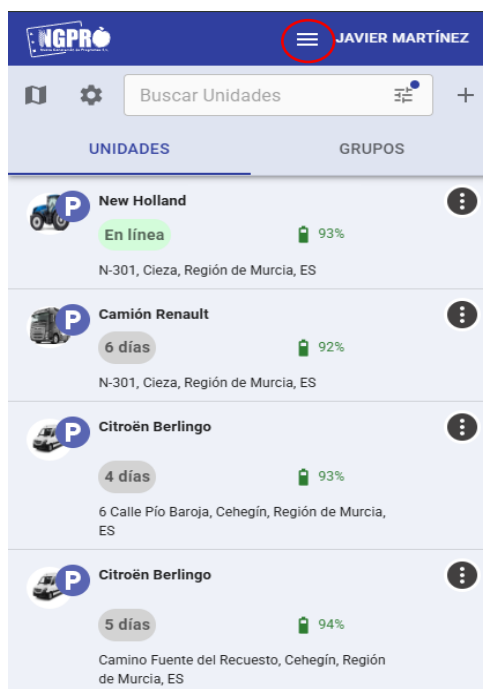 NGPRO
JAVIER MARTÍNEZ
Buscar Unidades
UNIDADES
GRUPOS
P
New Holland
En línea
93%
N-301, Cieza, Región de Murcia, ES
P
Camión Renault
6 días
92%
N-301, Cieza, Región de Murcia, ES
P
Citroën Berlingo
4 días
93%
6 Calle Pío Baroja, Cehegín, Región de Murcia,
ES
P
Citroën Berlingo
5 días
94%
Camino Fuente del Recuesto, Cehegín, Región
de Murcia, ES